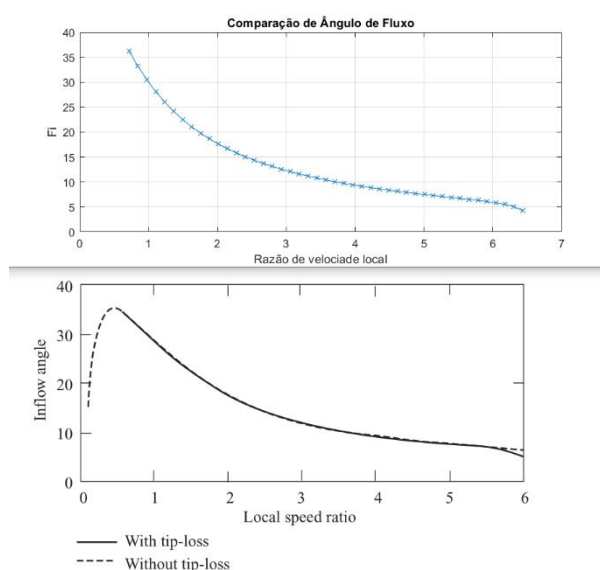 Comparação de Ângulo de Fluxo
40
35
30
25
20
15
10
5
0
Fi
0 1 2 3 4 5 6 7
Razão de velociade local
40
30
20
10
0
Inflow angle
0 1 2 3 4 5 6
Local speed ratio
With tip-loss
Without tip-loss